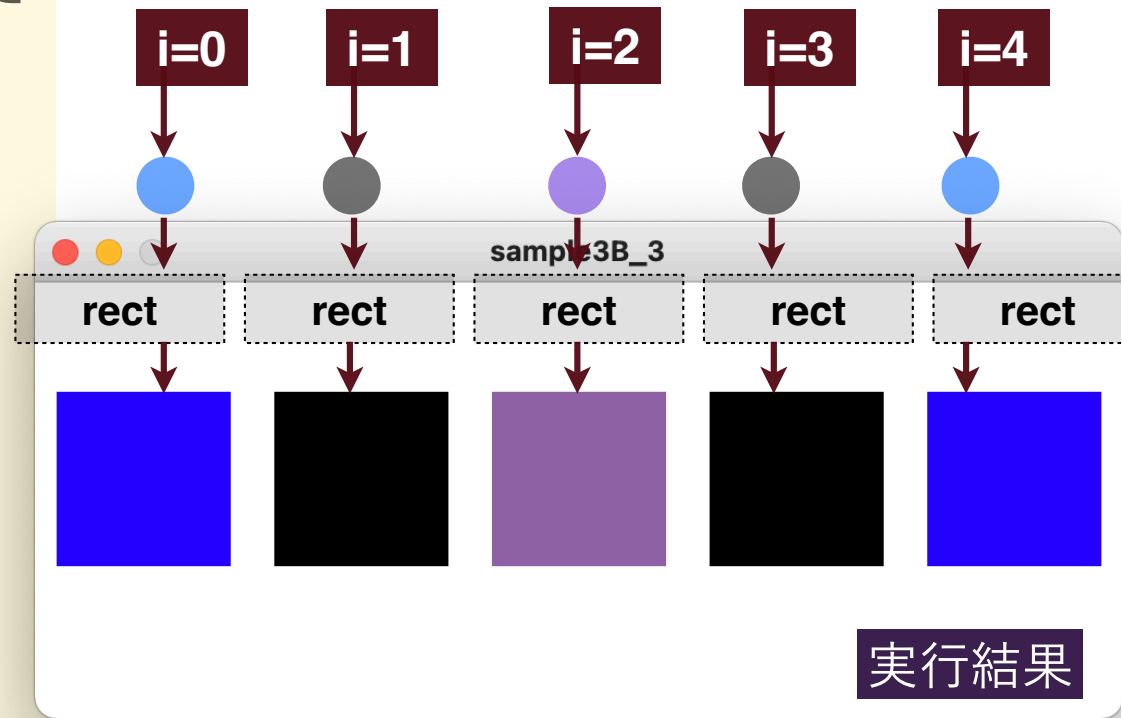 i=0 i=1 i=2 i=3 i=4
sample3B_3
rect rect rect rect rect
実行結果